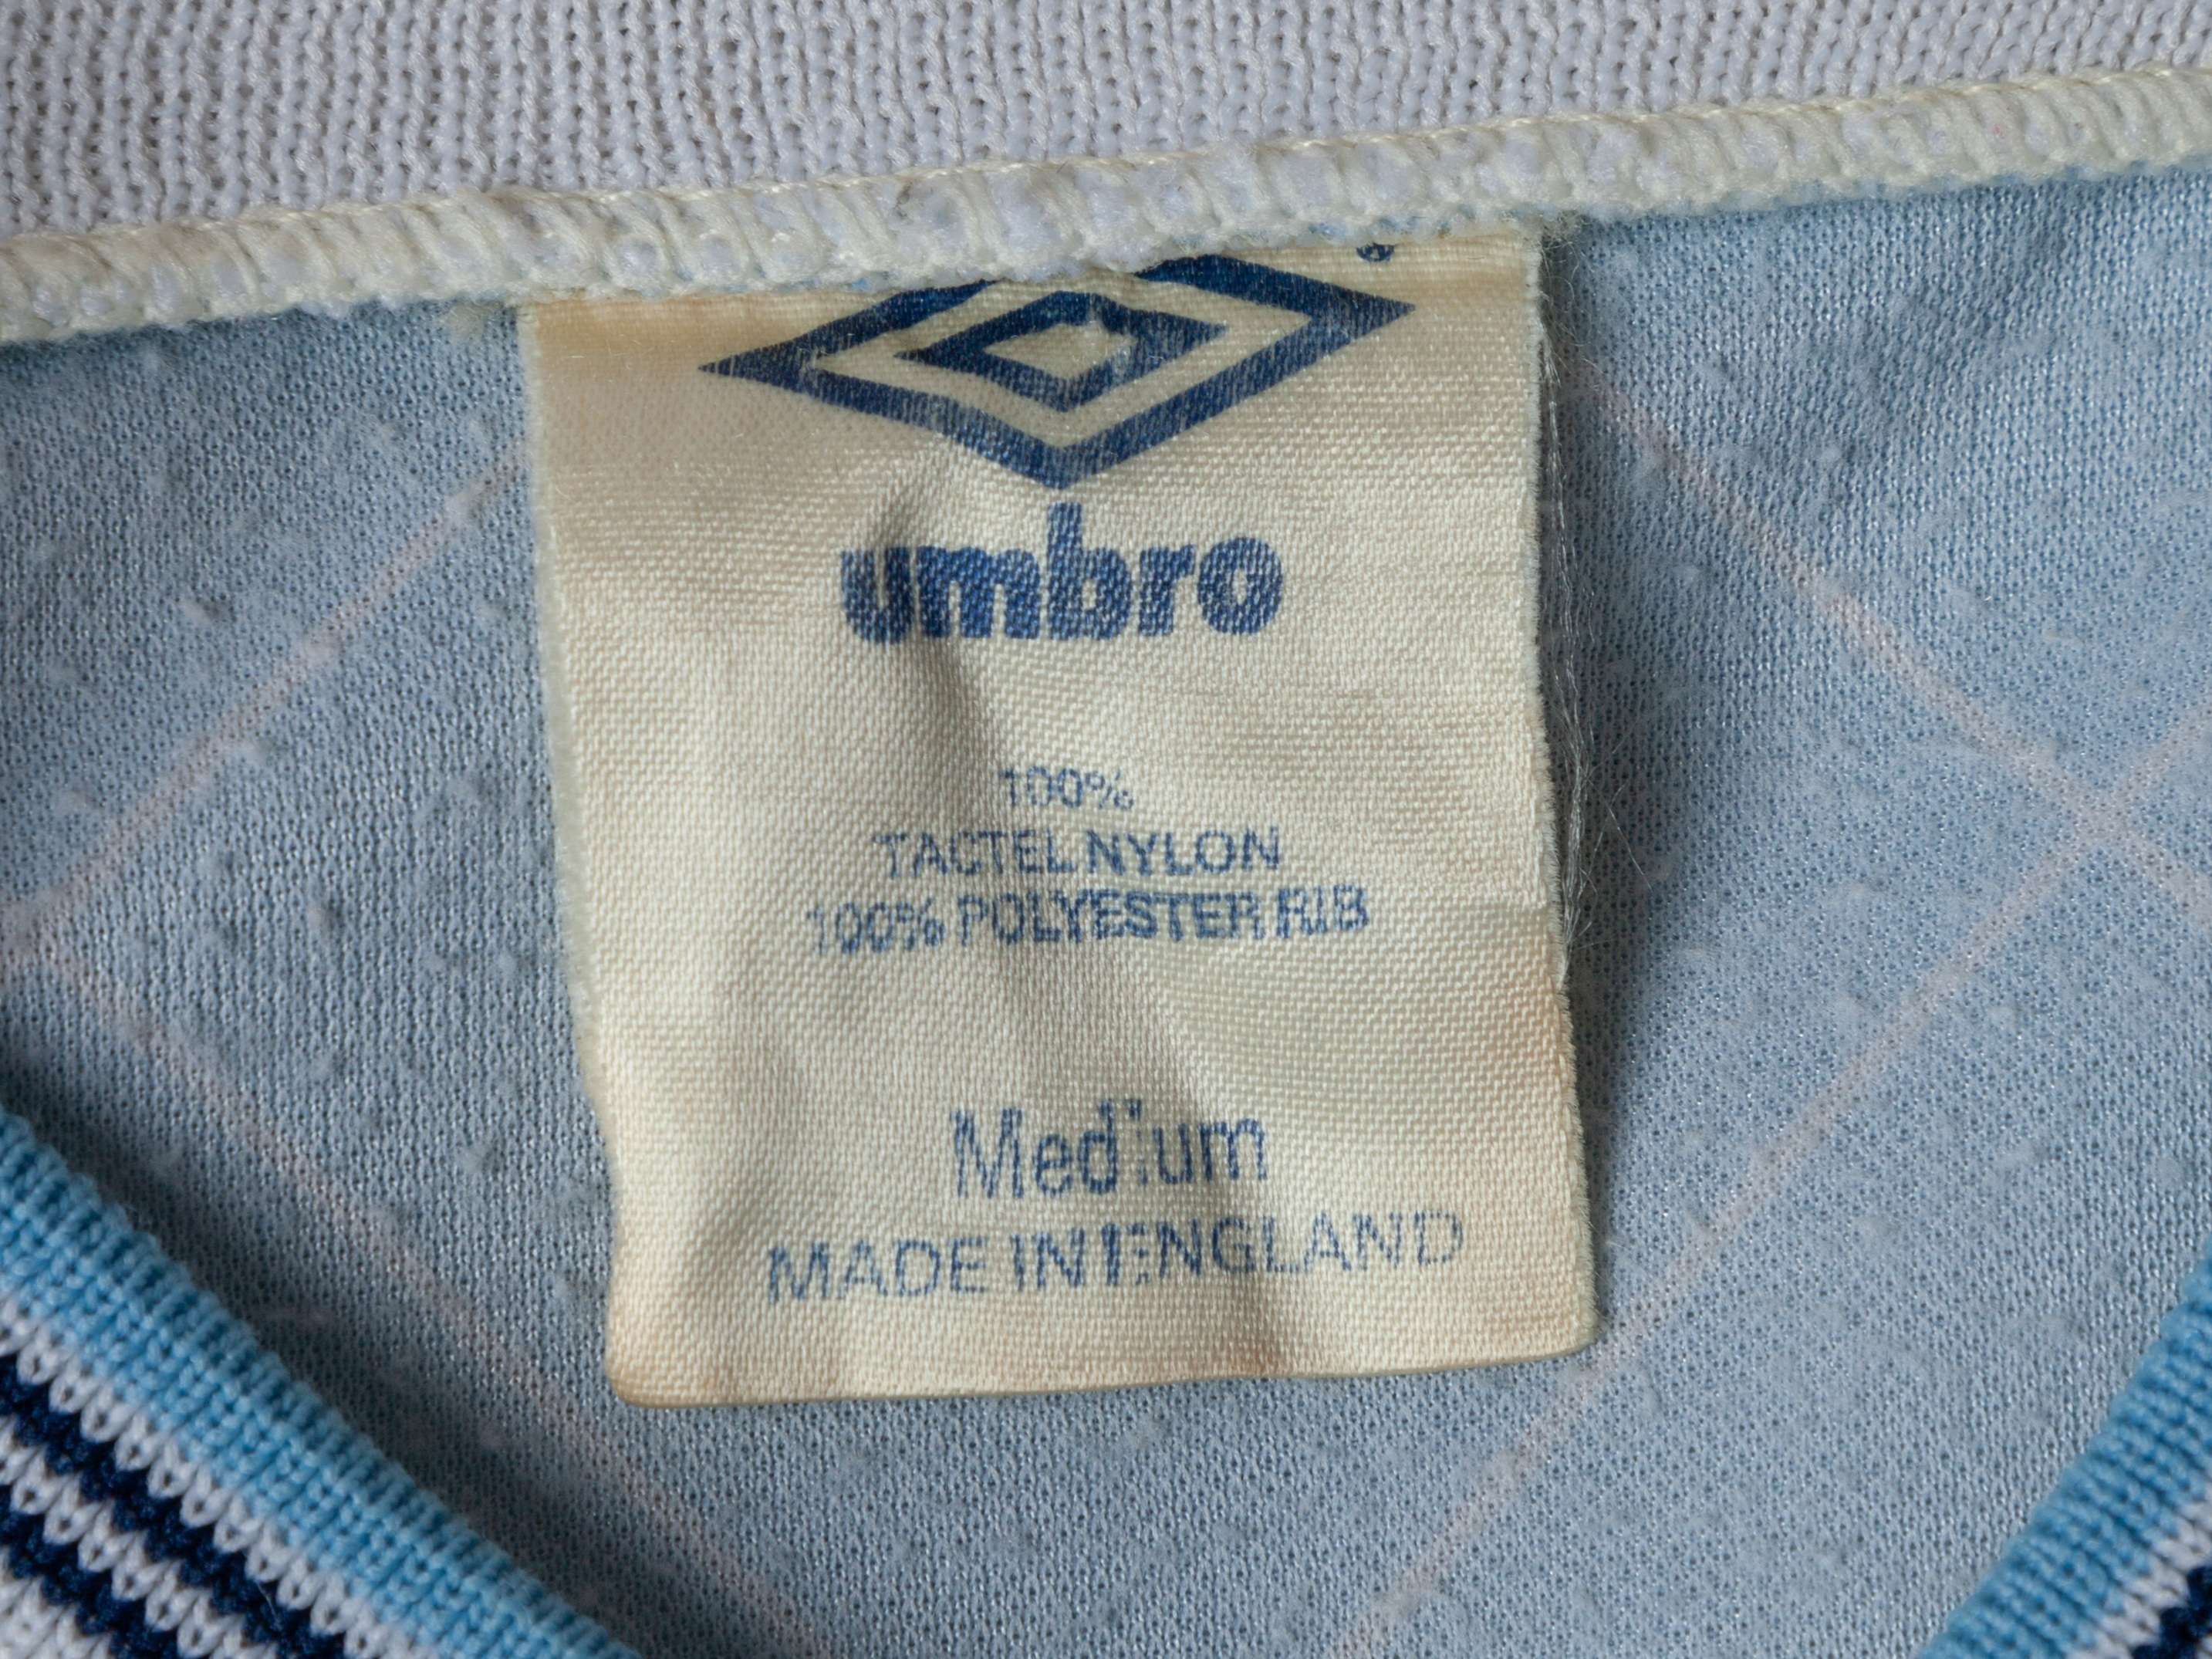 umbro
100%
TACTEL NYLON
100% POLYESTER RIB
Medium
MADE IN ENGLAND